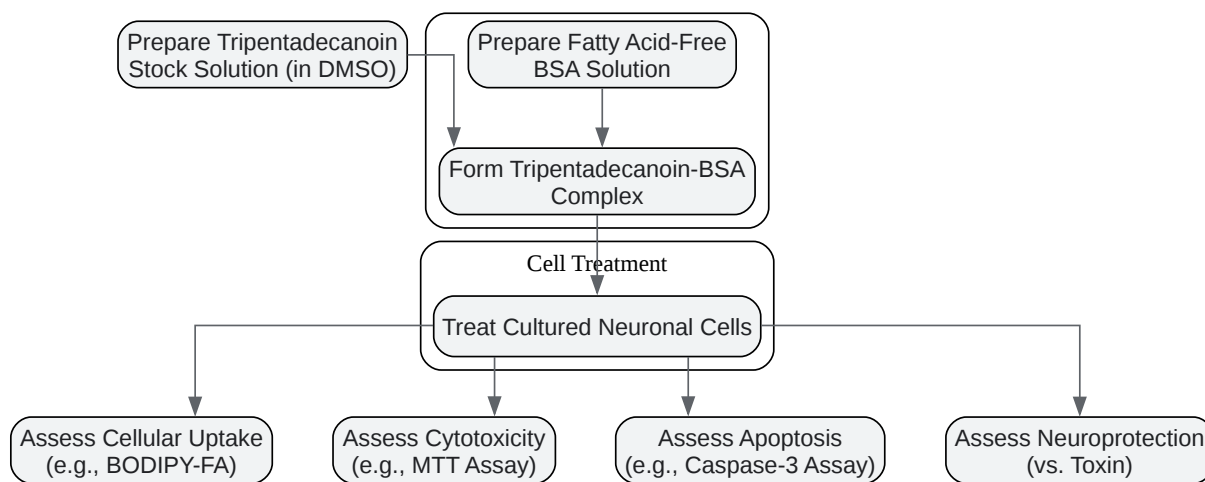 Prepare Tripentadecanoin
Stock Solution (in DMSO)
Prepare Fatty Acid-Free
BSA Solution
Form Tripentadecanoin-BSA
Complex
Cell Treatment
Treat Cultured Neuronal Cells
Assess Cellular Uptake
(e.g., BODIPY-FA)
Assess Cytotoxicity
(e.g., MTT Assay)
Assess Apoptosis
(e.g., Caspase-3 Assay)
Assess Neuroprotection
(vs. Toxin)